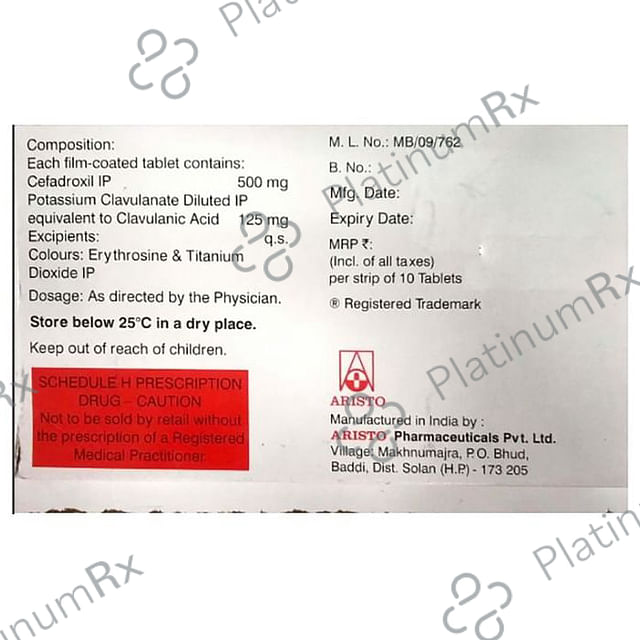 Composition:
Each film-coated tablet contains:
Cefadroxil IP 500 mg
Potassium Clavulanate Diluted IP
equivalent to Clavulanic Acid 125 mg
Excipients: q.s.
Colours: Erythrosine & Titanium
Dioxide IP
Dosage: As directed by the Physician.
Store below 25°C in a dry place.
Keep out of reach of children.
SCHEDULE H PRESCRIPTION
DRUG – CAUTION
Not to be sold by retail without
the prescription of a Registered
Medical Practitioner.
M. L. No.: MB/09/762
B. No.:
Mfg. Date:
Expiry Date:
MRP ₹:
(Incl. of all taxes)
per strip of 10 Tablets
® Registered Trademark
ARISTO
Manufactured in India by :
ARISTO Pharmaceuticals Pvt. Ltd.
Village: Makhnumajra, P.O. Bhud,
Baddi, Dist. Solan (H.P.) - 173 205
PlatinumRx
PlatinumRx
PlatinumRx